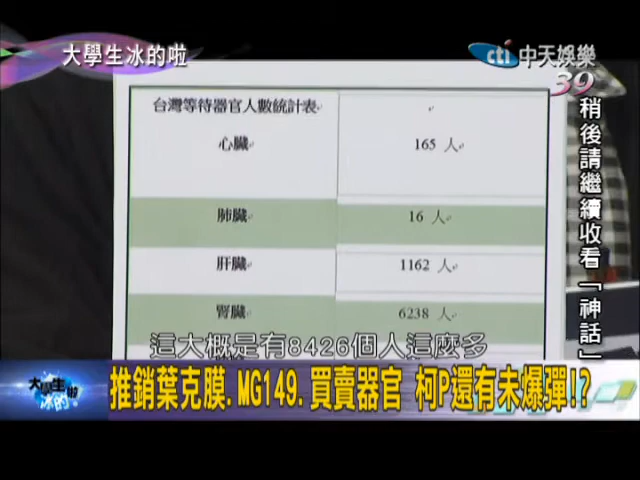 大學生冰的啦
cti 中天娛樂
39
台灣等待器官人數統計表
心臟 165 人
肺臟 16 人
肝臟 1162 人
腎臟 6238 人
這大概是有8426個人這麼多
稍後請繼續收看「神話」
大學生冰的啦
推銷葉克膜.MG149.買賣器官 柯P還有未爆彈!?